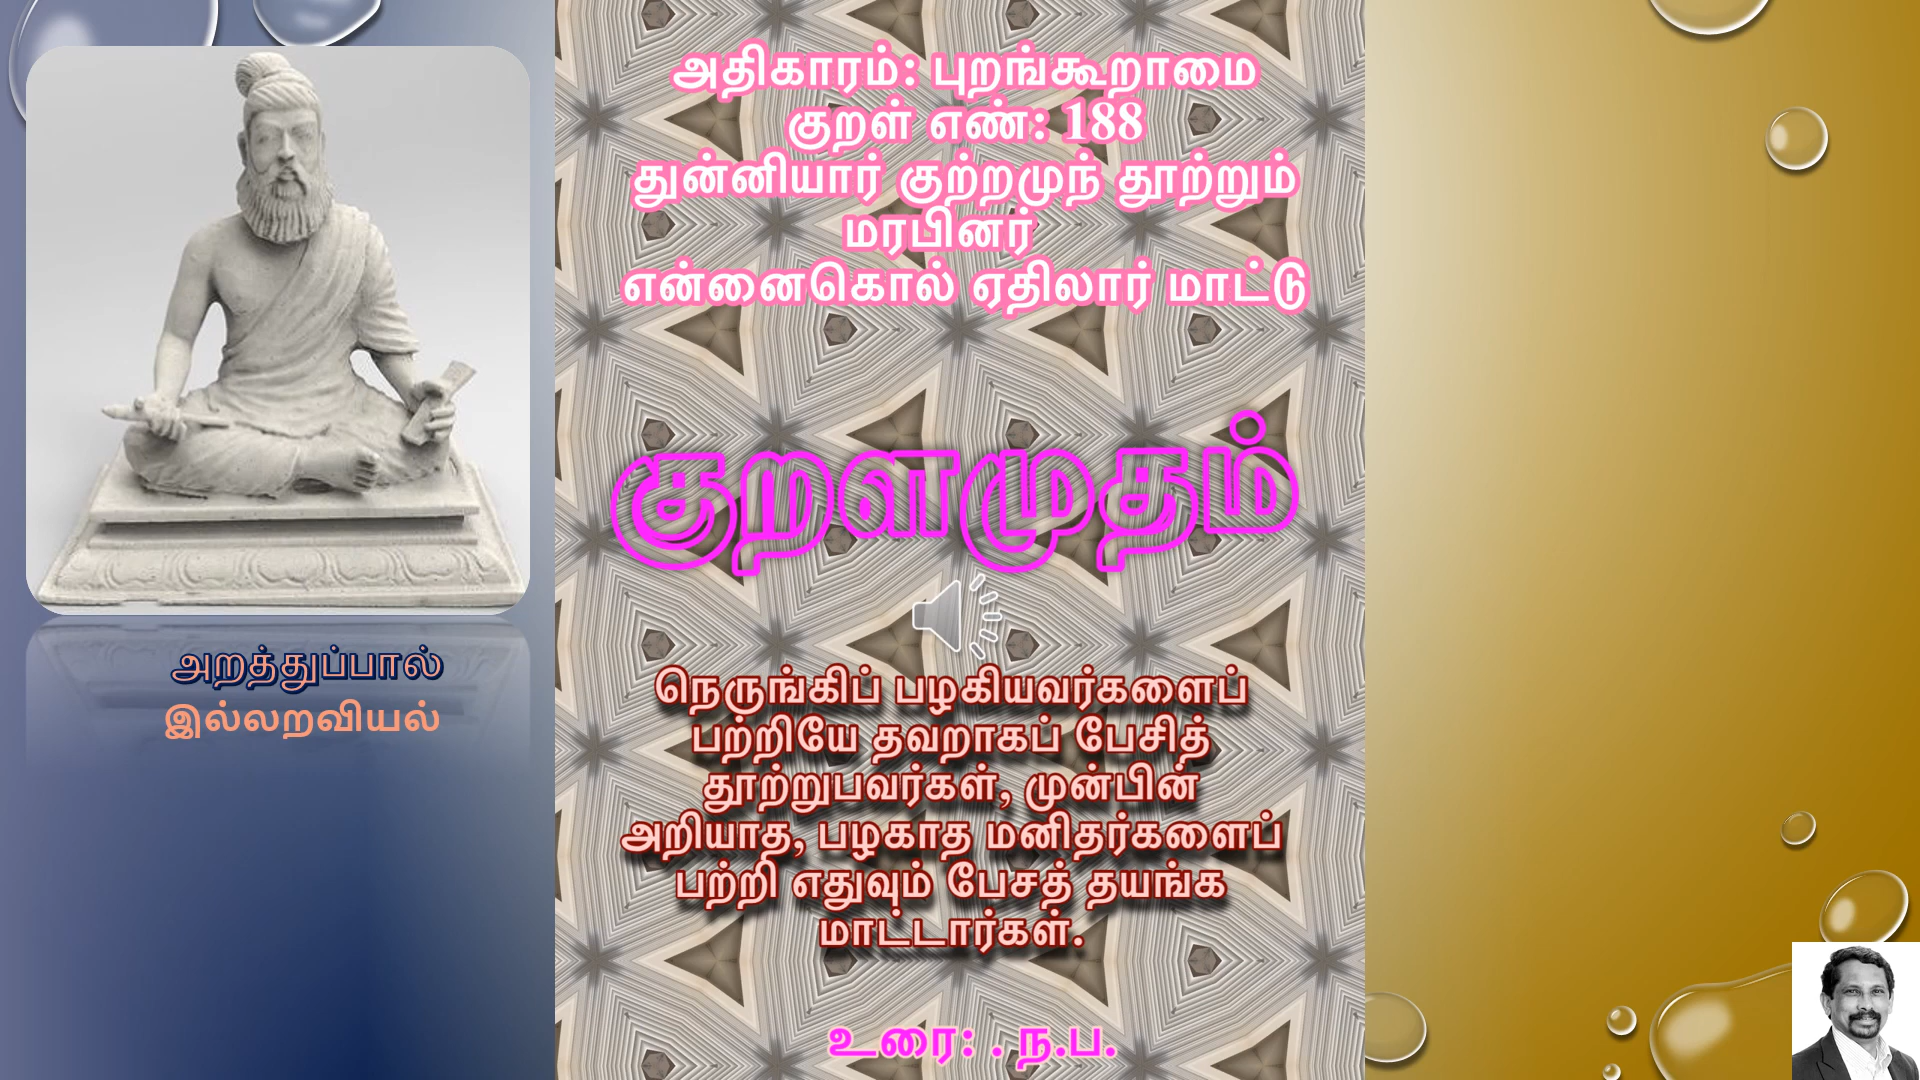 அதிகாரம்: புறங்கூறாமை
குறள் எண்: 188
துன்னியார் குற்றமுந் தூற்றும்
மரபினர்
என்னைகொல் ஏதிலார் மாட்டு
குறளமுதம்
அறத்துப்பால்
இல்லறவியல்
நெருங்கிப் பழகியவர்களைப்
பற்றியே தவறாகப் பேசித்
தூற்றுபவர்கள், முன்பின்
அறியாத, பழகாத மனிதர்களைப்
பற்றி எதுவும் பேசத் தயங்க
மாட்டார்கள்.
உரை: . ந.ப.